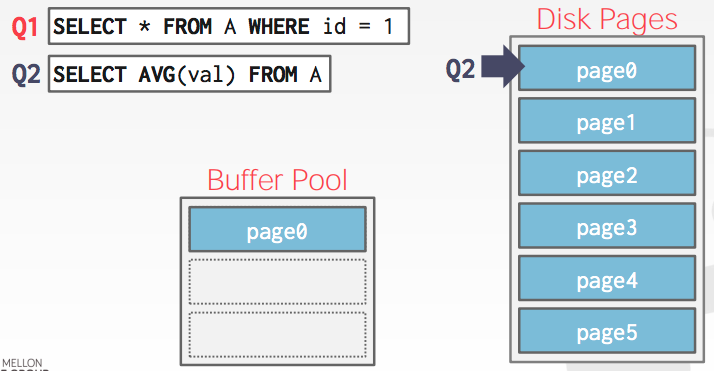 Q1 SELECT * FROM A WHERE id = 1
Q2 SELECT AVG(val) FROM A
Disk Pages
Q2
page0
page1
page2
page3
page4
page5
Buffer Pool
page0
MELLON